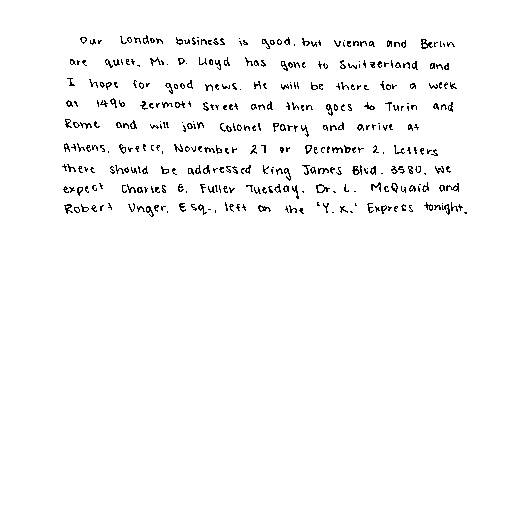 Our London business is good, but Vienna and Berlin
are quiet. Mr. D. Lloyd has gone to Switzerland and
I hope for good news. He will be there for a week
at 1496 Zermott Street and then goes to Turin and
Rome and will join Colonel Parry and arrive at
Athens, Greece, November 27 or December 2. Letters
there should be addressed King James Blvd. 3580. We
expect Charles E. Fuller Tuesday. Dr. L. McQuaid and
Robert Unger, Esq., left on the 'Y.X.' Express tonight.